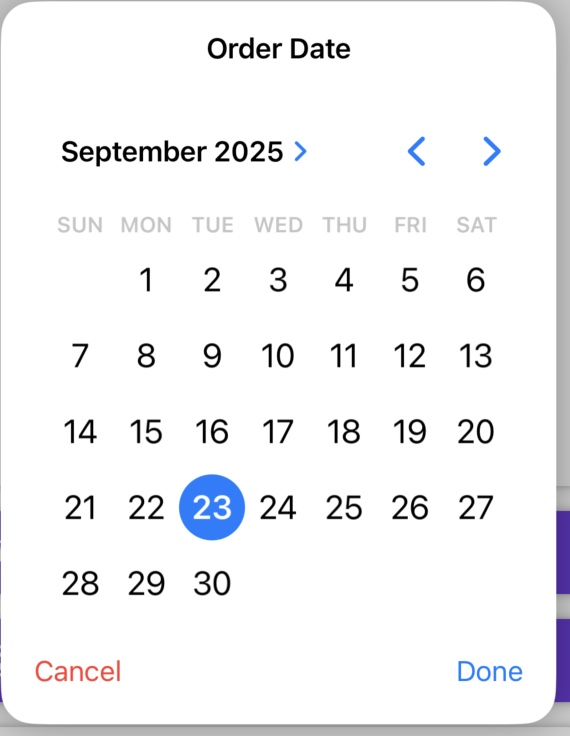 Order Date
September 2025 >
SUN MON TUE WED THU FRI SAT
1 2 3 4 5 6
7 8 9 10 11 12 13
14 15 16 17 18 19 20
21 22 23 24 25 26 27
28 29 30
Cancel Done